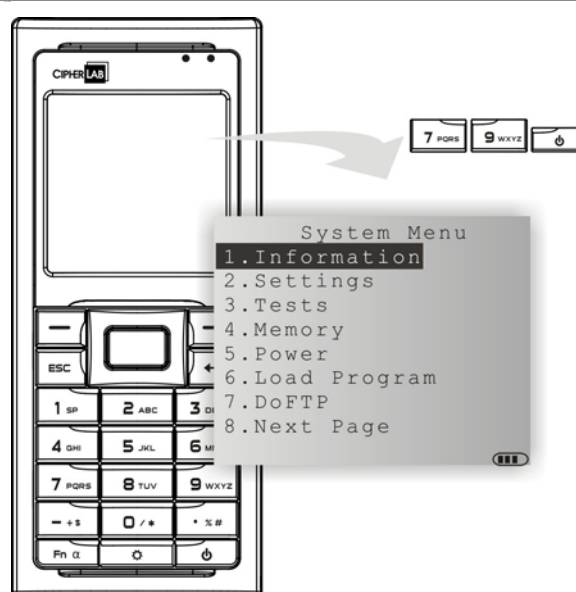 CIPHERLAB
7 PQRS 9 WXYZ
System Menu
1.Information
2.Settings
3.Tests
4.Memory
5.Power
6.Load Program
7.DoFTP
8.Next Page
ESC
1 SP 2 ABC 3
4 GHI 5 JKL 6
7 PQRS 8 TUV 9 WXYZ
– +$ 0 /* . %#
Fn α